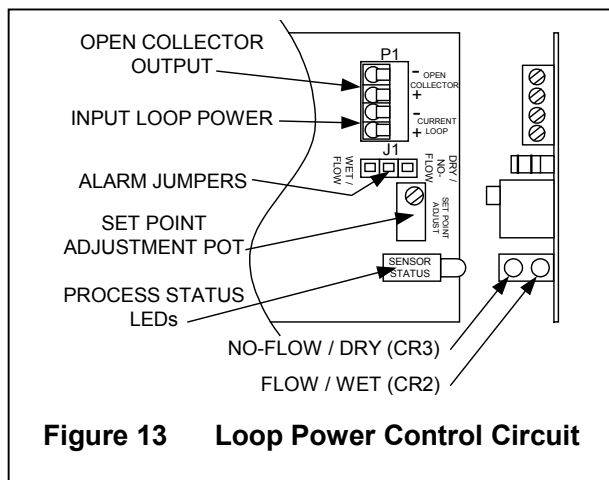 OPEN COLLECTOR
OUTPUT
INPUT LOOP POWER
ALARM JUMPERS
SET POINT
ADJUSTMENT POT
PROCESS STATUS
LEDs
P1
- OPEN
COLLECTOR
+
-
CURRENT
+ LOOP
J1
WET /
FLOW
DRY /
NO-
FLOW
SET POINT
ADJUST
SENSOR
STATUS
NO-FLOW / DRY (CR3)
FLOW / WET (CR2)
Figure 13 Loop Power Control Circuit